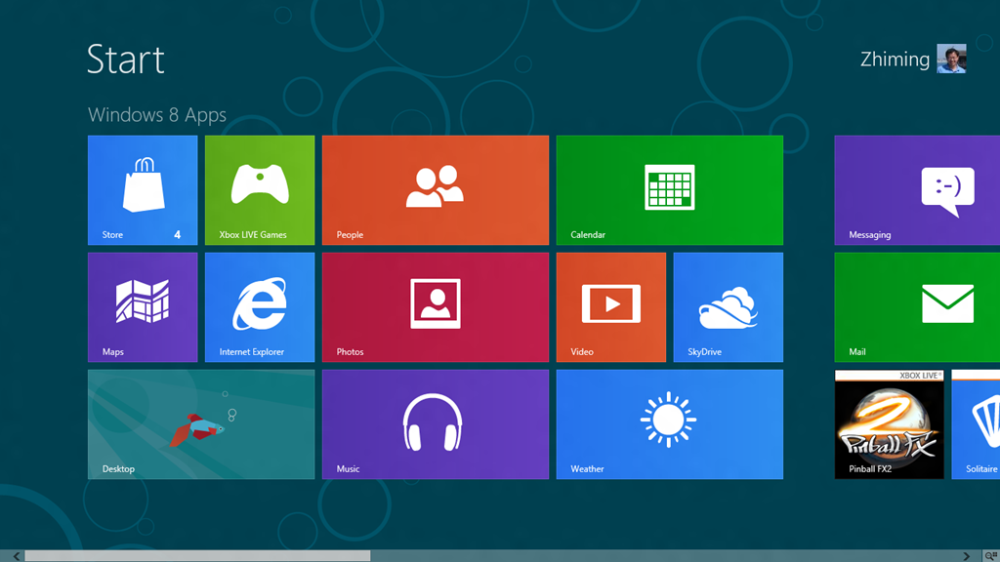 Start
Zhiming
Windows 8 Apps
Store 4
Xbox LIVE Games
People
Calendar
Messaging
:-)
Maps
Internet Explorer
Photos
Video
SkyDrive
Mail
Desktop
Music
Weather
XBOX LIVE®
2
Pinball FX
Pinball FX2
Solitaire